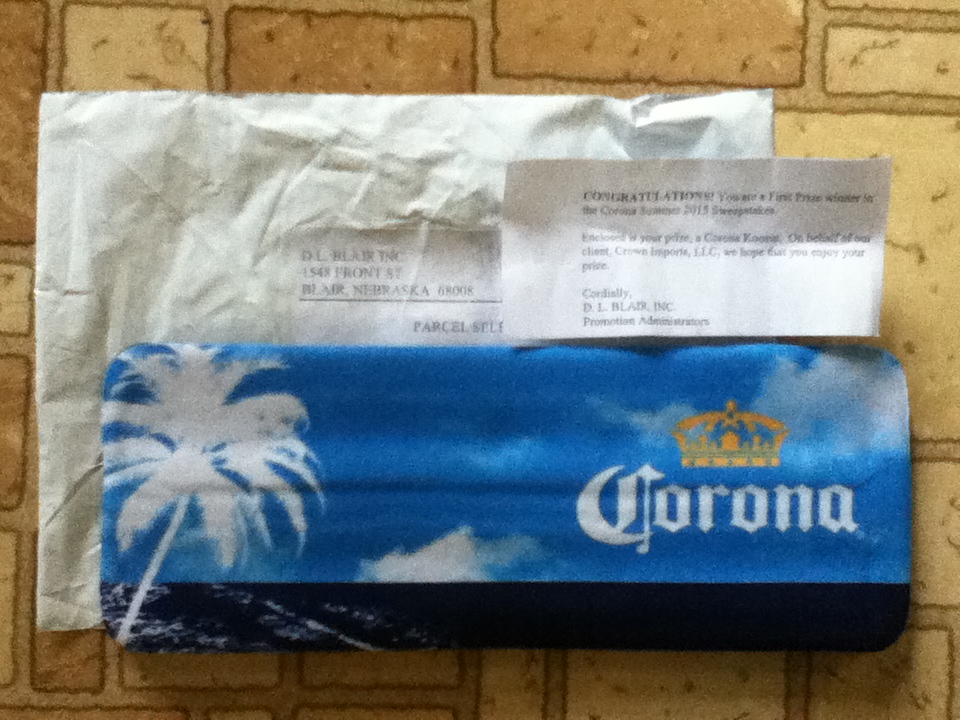 CONGRATULATIONS! You are a First Prize winner in
the Corona Summer 2015 Sweepstakes.
Enclosed is your prize, a Corona Koozie. On behalf of our
client, Crown Imports, LLC, we hope that you enjoy your
prize.
Cordially,
D. L. BLAIR, INC.
Promotion Administrators
D.L. BLAIR INC.
1548 FRONT ST
BLAIR, NEBRASKA 68008
PARCEL SELE
Corona